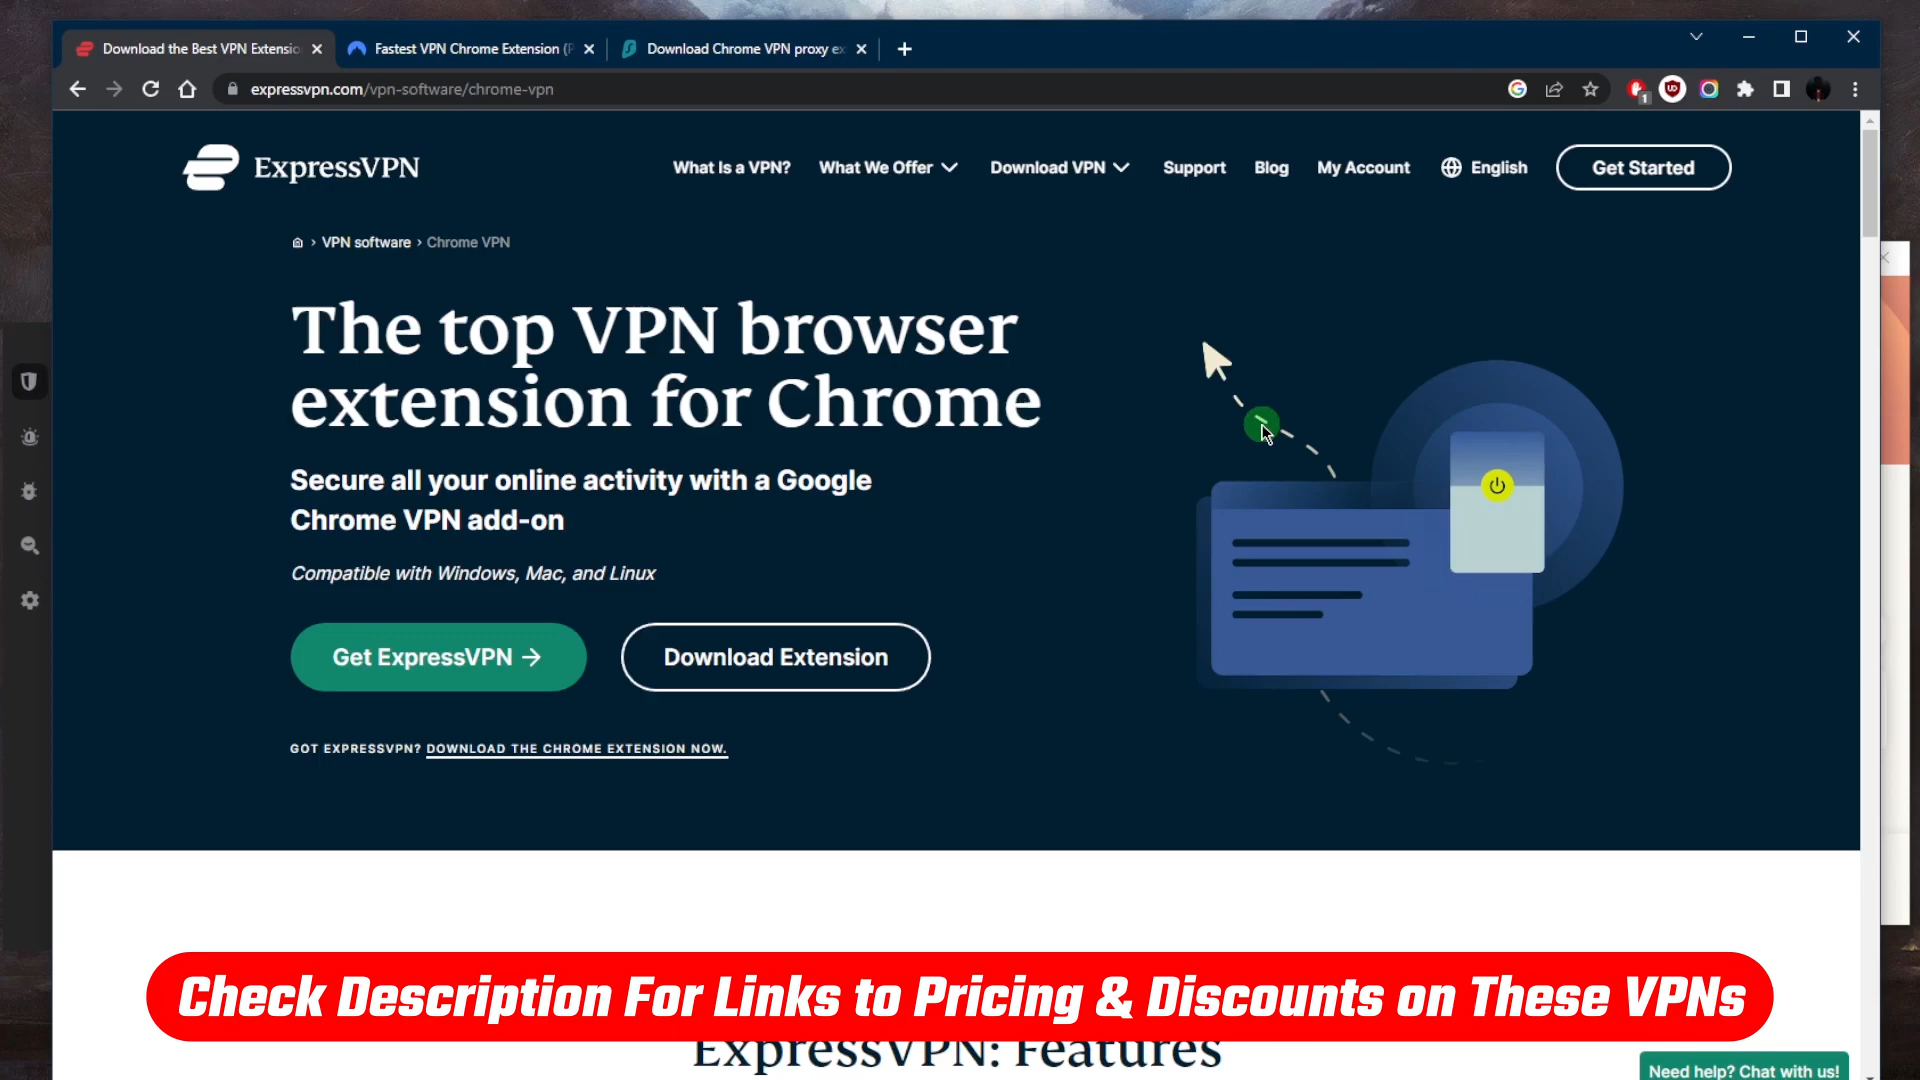 Download the Best VPN Extensio
Fastest VPN Chrome Extension (P
Download Chrome VPN proxy ex
expressvpn.com/vpn-software/chrome-vpn
1
ExpressVPN
What Is a VPN?
What We Offer
Download VPN
Support
Blog
My Account
English
Get Started
› VPN software › Chrome VPN
The top VPN browser
extension for Chrome
Secure all your online activity with a Google
Chrome VPN add-on
Compatible with Windows, Mac, and Linux
Get ExpressVPN →
Download Extension
GOT EXPRESSVPN? DOWNLOAD THE CHROME EXTENSION NOW.
Check Description For Links to Pricing & Discounts on These VPNs
ExpressVPN: Features
Need help? Chat with us!